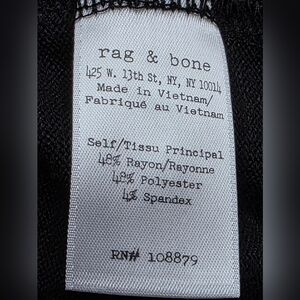 rag & bone
425 W. 13th St, NY, NY 10014
Made in Vietnam/
Fabriqué au Vietnam
Self/Tissu Principal
48% Rayon/Rayonne
48% Polyester
4% Spandex
RN# 108879